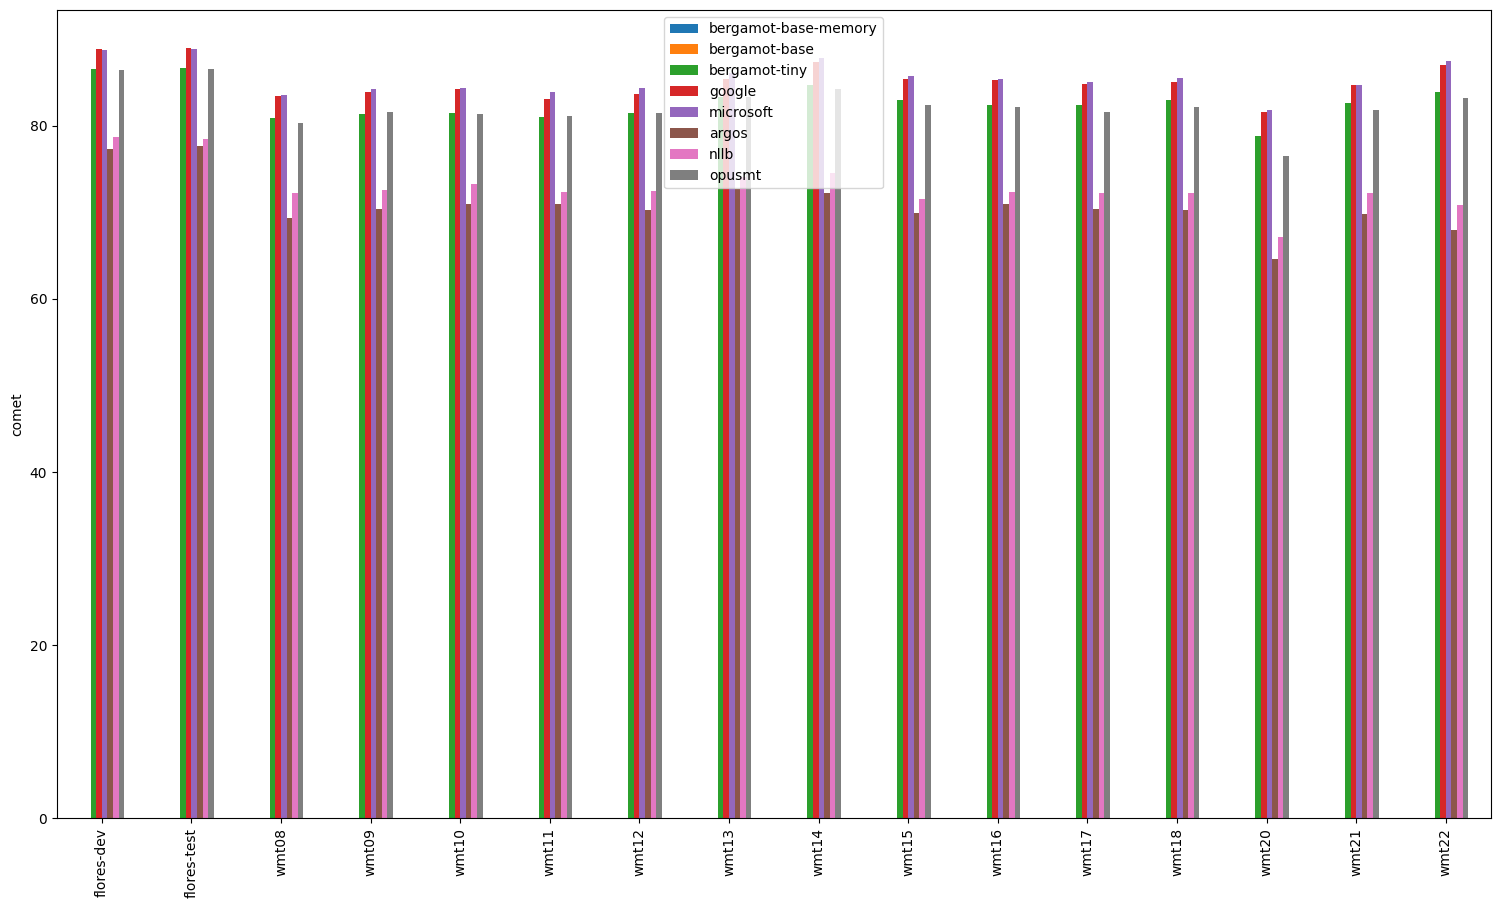 bergamot-base-memory
bergamot-base
bergamot-tiny
google
microsoft
argos
nllb
opusmt
comet
80
60
40
20
0
flores-dev
flores-test
wmt08
wmt09
wmt10
wmt11
wmt12
wmt13
wmt14
wmt15
wmt16
wmt17
wmt18
wmt20
wmt21
wmt22